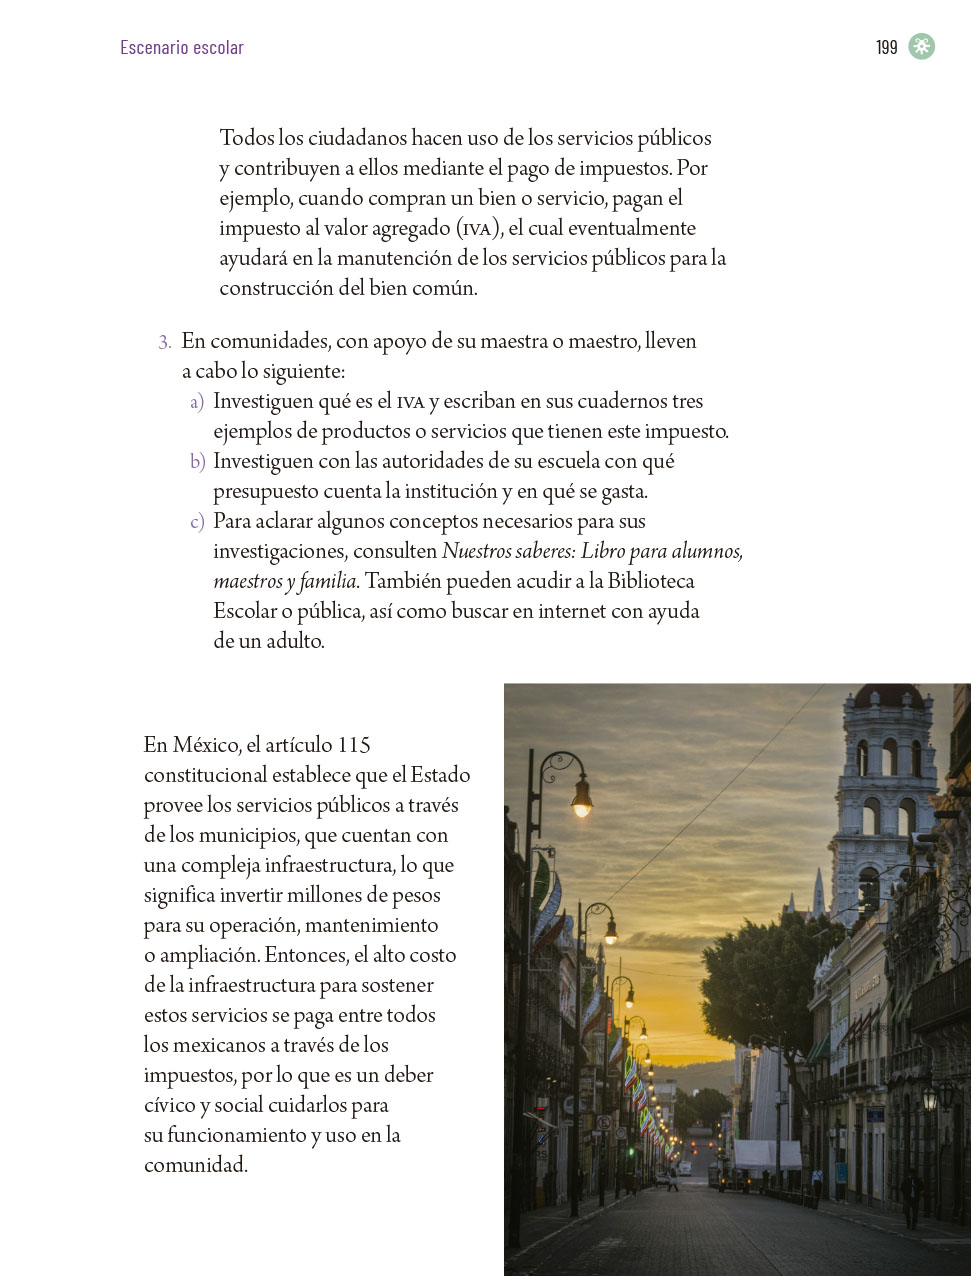 Escenario escolar
199
Todos los ciudadanos hacen uso de los servicios públicos
y contribuyen a ellos mediante el pago de impuestos. Por
ejemplo, cuando compran un bien o servicio, pagan el
impuesto al valor agregado (IVA), el cual eventualmente
ayudará en la manutención de los servicios públicos para la
construcción del bien común.
3. En comunidades, con apoyo de su maestra o maestro, lleven
a cabo lo siguiente:
a) Investiguen qué es el IVA y escriban en sus cuadernos tres
ejemplos de productos o servicios que tienen este impuesto.
b) Investiguen con las autoridades de su escuela con qué
presupuesto cuenta la institución y en qué se gasta.
c) Para aclarar algunos conceptos necesarios para sus
investigaciones, consulten Nuestros saberes: Libro para alumnos,
maestros y familia. También pueden acudir a la Biblioteca
Escolar o pública, así como buscar en internet con ayuda
de un adulto.
En México, el artículo 115
constitucional establece que el Estado
provee los servicios públicos a través
de los municipios, que cuentan con
una compleja infraestructura, lo que
significa invertir millones de pesos
para su operación, mantenimiento
o ampliación. Entonces, el alto costo
de la infraestructura para sostener
estos servicios se paga entre todos
los mexicanos a través de los
impuestos, por lo que es un deber
cívico y social cuidarlos para
su funcionamiento y uso en la
comunidad.